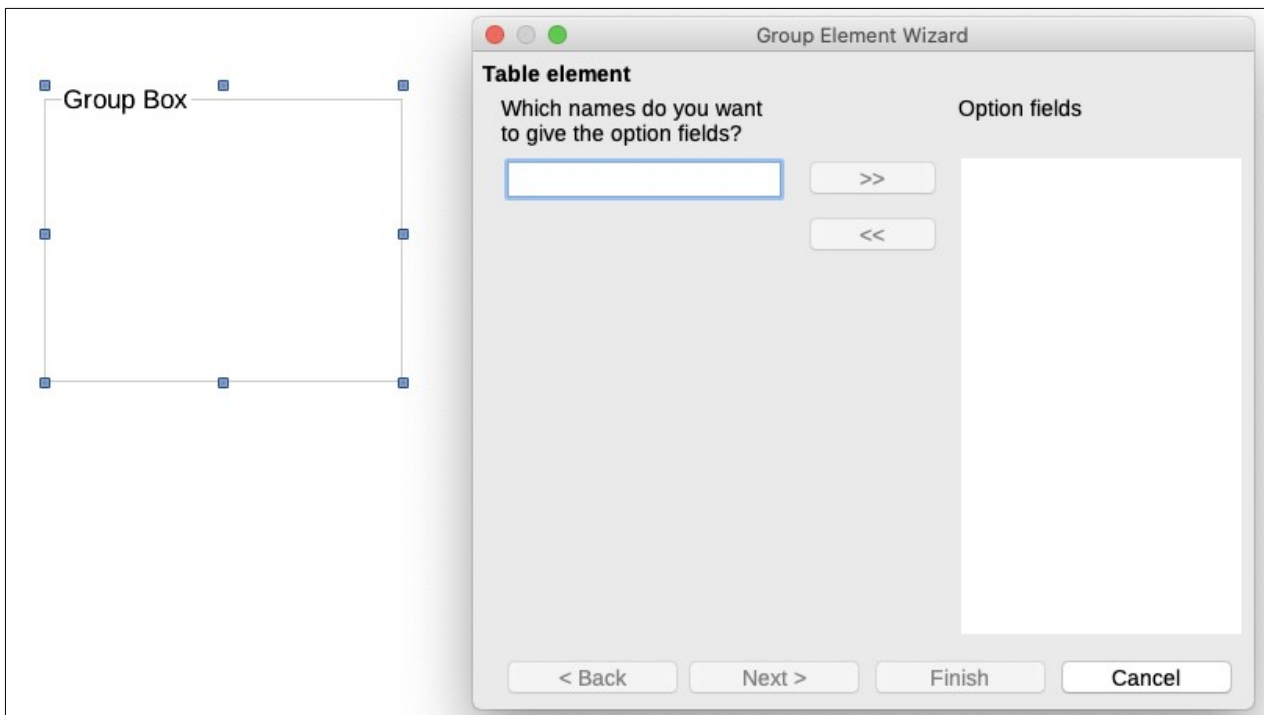 Group Box
Group Element Wizard
Table element
Which names do you want
to give the option fields?
Option fields
>>
<<
< Back
Next >
Finish
Cancel